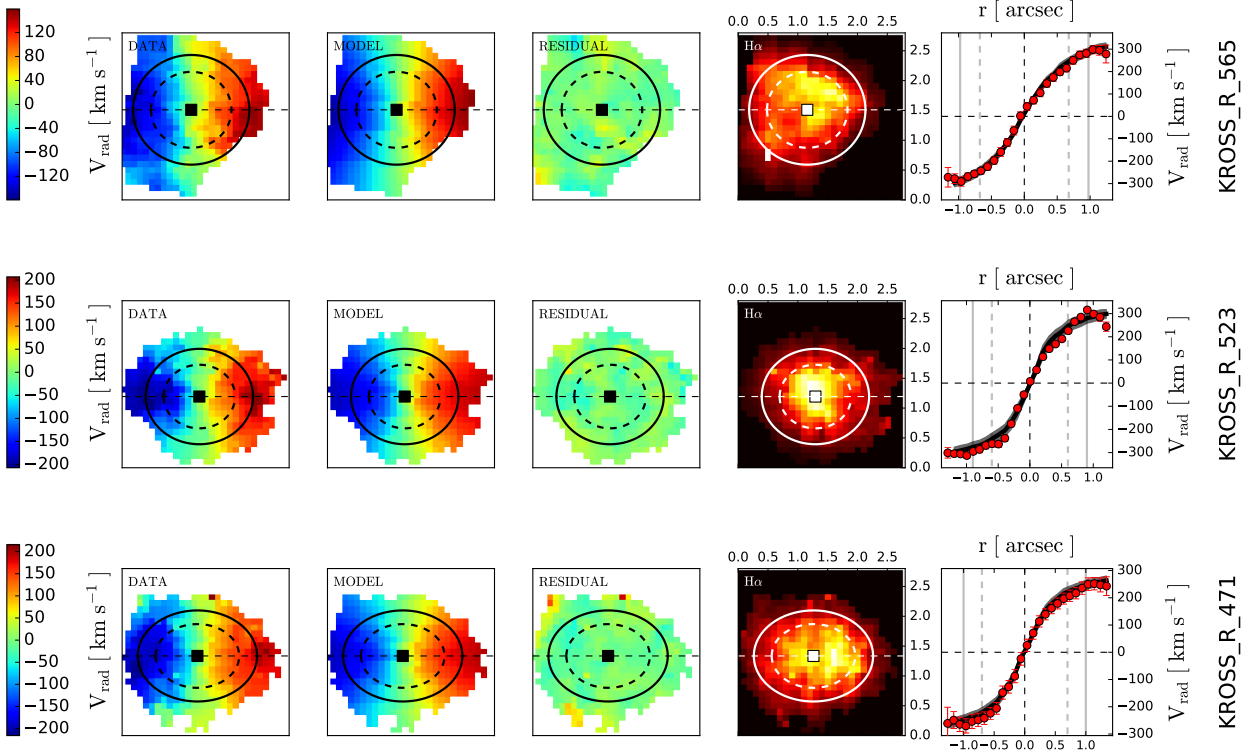 0.0 0.5 1.0 1.5 2.0 2.5
r [ arcsec ]
120
80
40
0
−40
−80
−120
V_rad [ km s⁻¹ ]
DATA
MODEL
RESIDUAL
Hα
2.5
2.0
1.5
1.0
0.5
0.0
300
200
100
0
−100
−200
−300
−1.0 −0.5 0.0 0.5 1.0
V_rad [ km s⁻¹ ]
KROSS_R_565
0.0 0.5 1.0 1.5 2.0 2.5
r [ arcsec ]
200
150
100
50
0
−50
−100
−150
−200
V_rad [ km s⁻¹ ]
DATA
MODEL
RESIDUAL
Hα
2.5
2.0
1.5
1.0
0.5
0.0
300
200
100
0
−100
−200
−300
−1.0 −0.5 0.0 0.5 1.0
V_rad [ km s⁻¹ ]
KROSS_R_523
0.0 0.5 1.0 1.5 2.0 2.5
r [ arcsec ]
200
150
100
50
0
−50
−100
−150
−200
V_rad [ km s⁻¹ ]
DATA
MODEL
RESIDUAL
Hα
2.5
2.0
1.5
1.0
0.5
0.0
300
200
100
0
−100
−200
−300
−1.0 −0.5 0.0 0.5 1.0
V_rad [ km s⁻¹ ]
KROSS_R_471